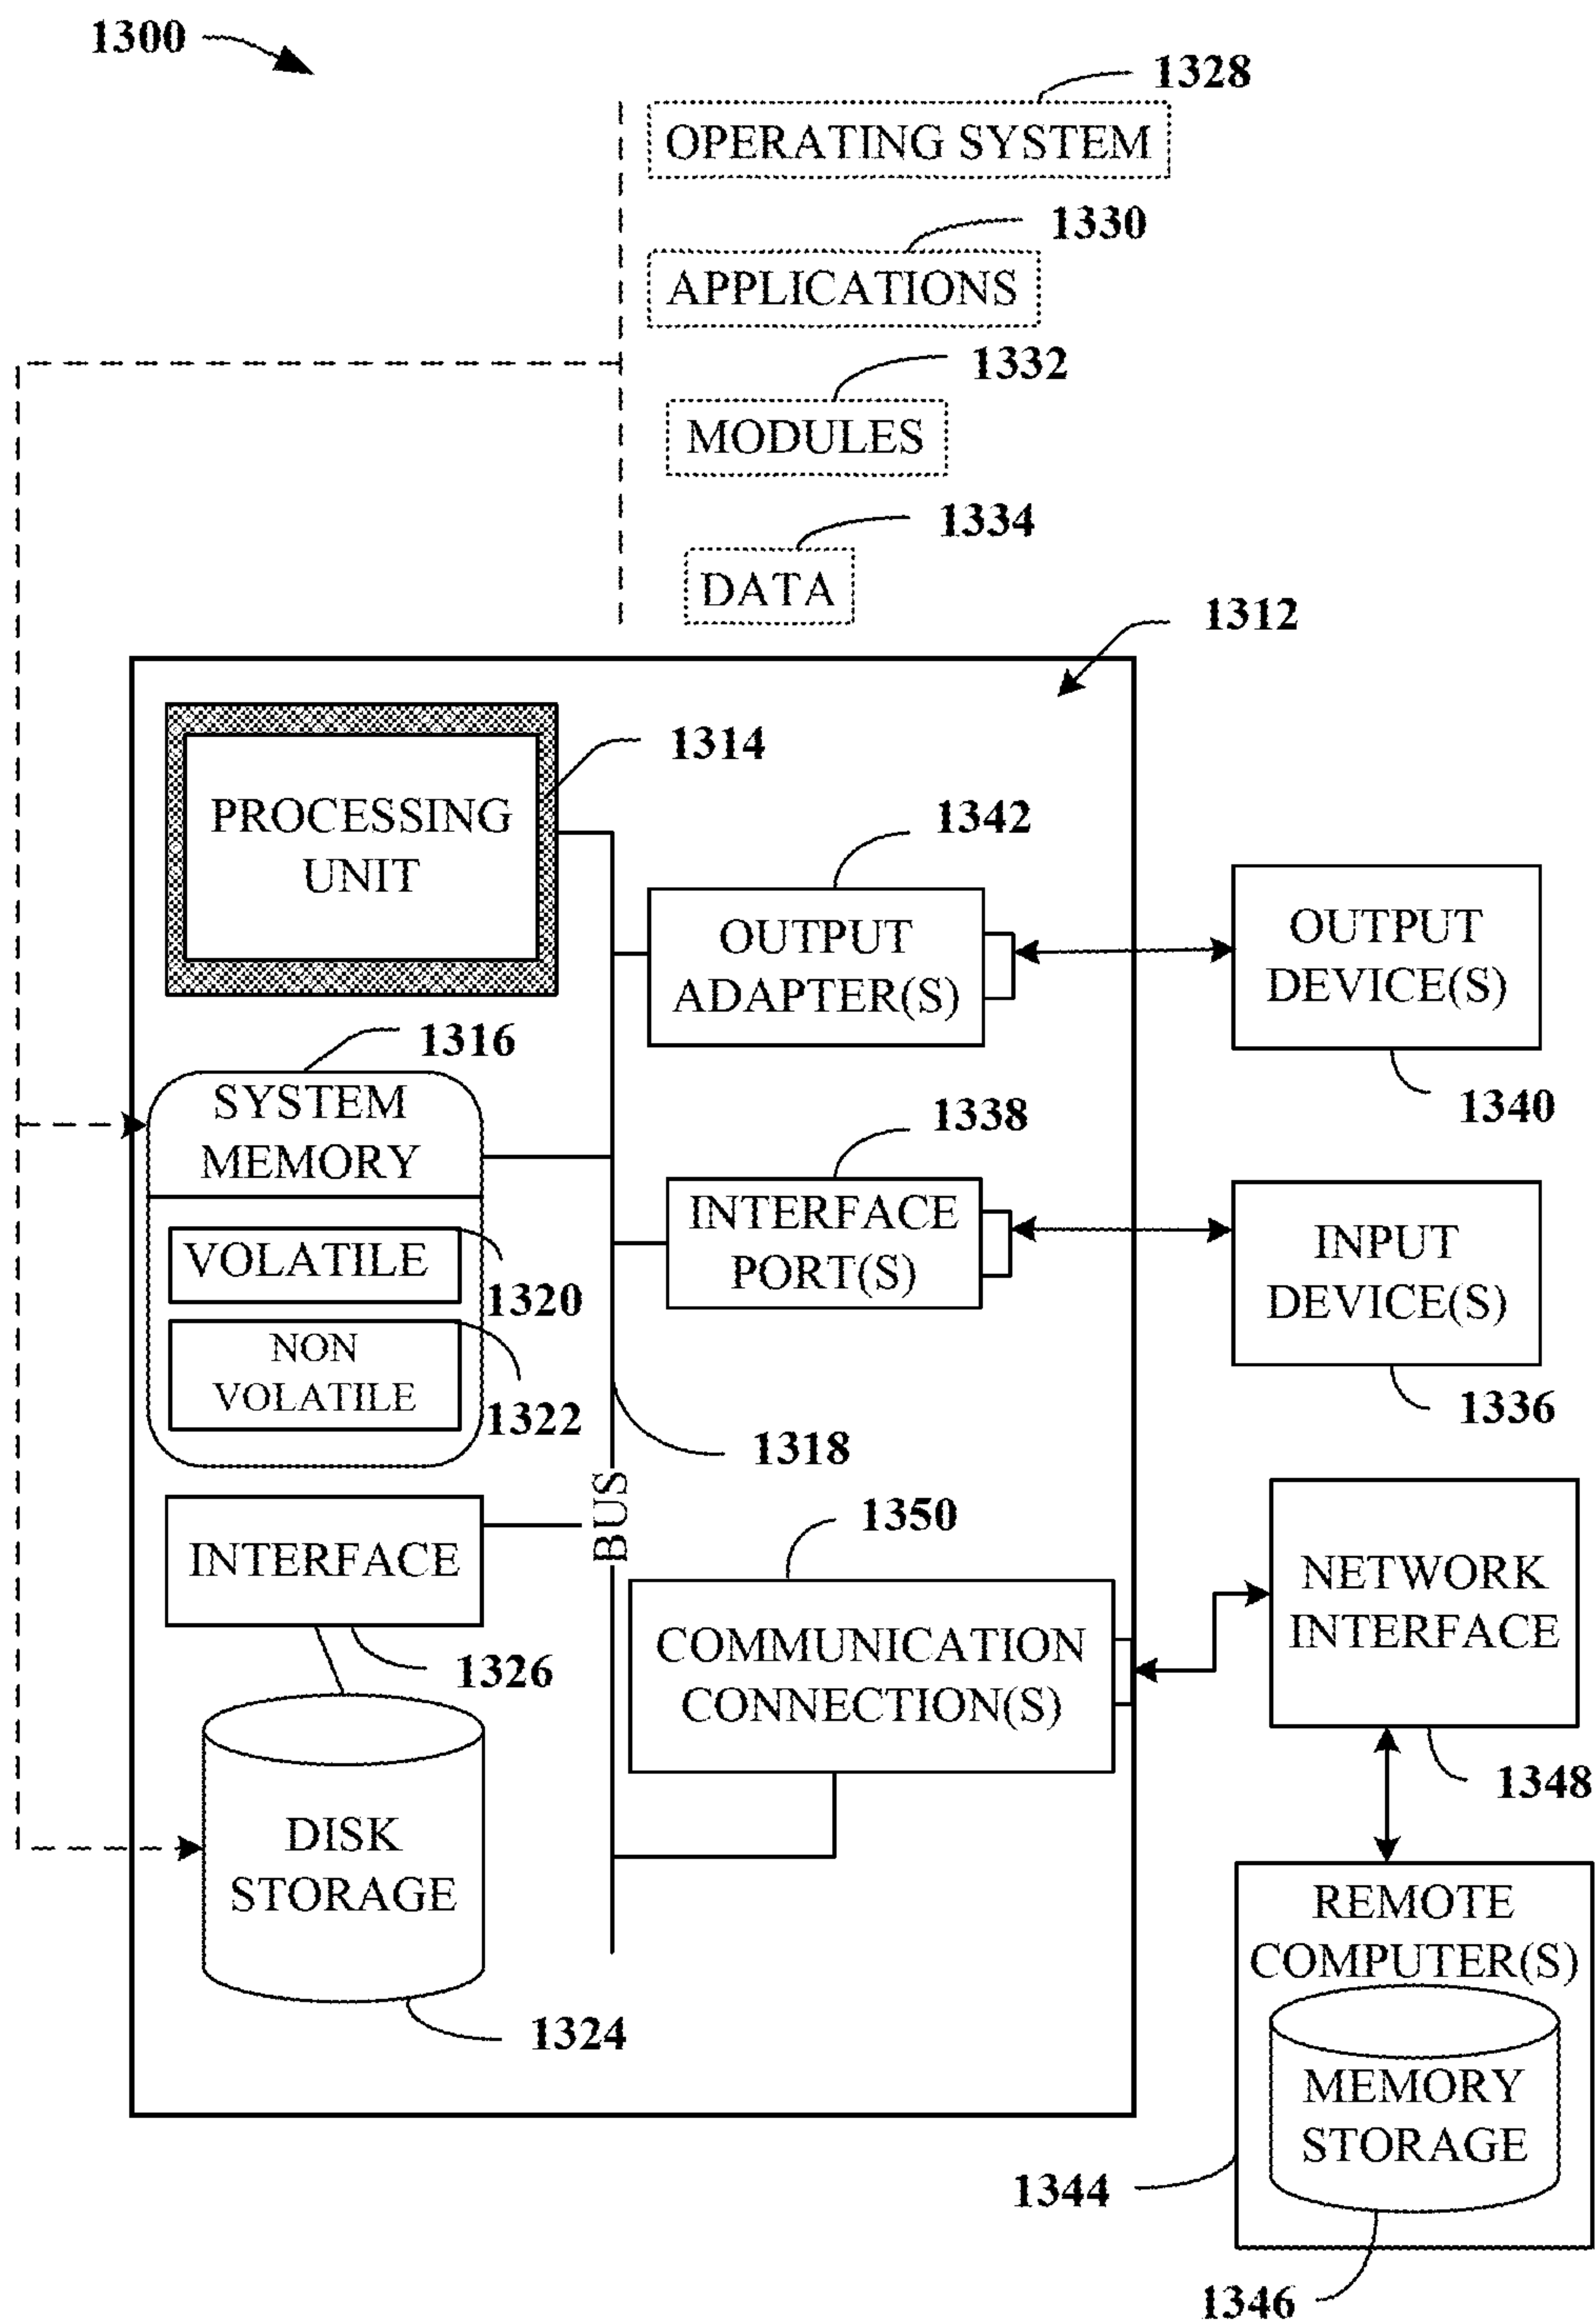 1300
1328
OPERATING SYSTEM
1330
APPLICATIONS
1332
MODULES
1334
DATA
1312
1314
PROCESSING
UNIT
1342
OUTPUT
ADAPTER(S)
OUTPUT
DEVICE(S)
1340
1316
SYSTEM
MEMORY
1338
INTERFACE
PORT(S)
INPUT
DEVICE(S)
1336
VOLATILE
1320
NON
VOLATILE
1322
1318
BUS
INTERFACE
1326
1350
COMMUNICATION
CONNECTION(S)
NETWORK
INTERFACE
1348
DISK
STORAGE
1324
REMOTE
COMPUTER(S)
MEMORY
STORAGE
1344
1346